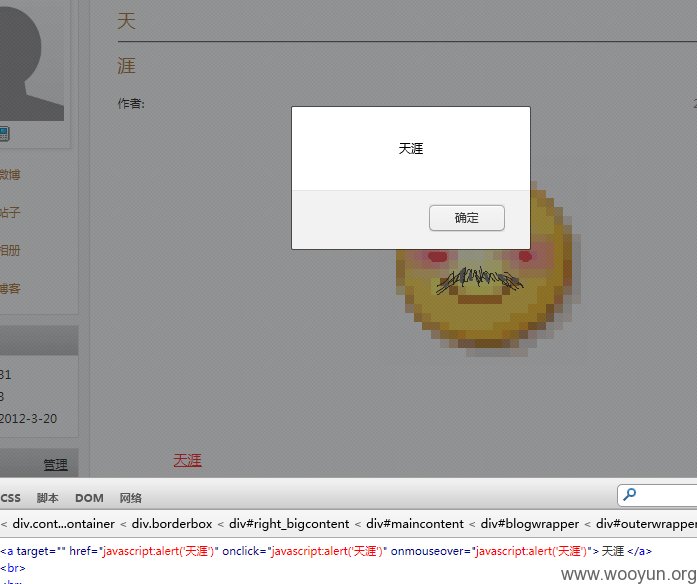 天
涯
作者:
天涯
确定
微博
帖子
相册
博客
31
3
2012-3-20
管理
天涯
CSS 脚本 DOM 网络
< div.cont...ontainer < div.borderbox < div#right_bigcontent < div#maincontent < div#blogwrapper < div#outerwrapper
<a target="" href="javascript:alert('天涯')" onclick="javascript:alert('天涯')" onmouseover="javascript:alert('天涯')"> 天涯 </a>
<br>
www.wooyun.org